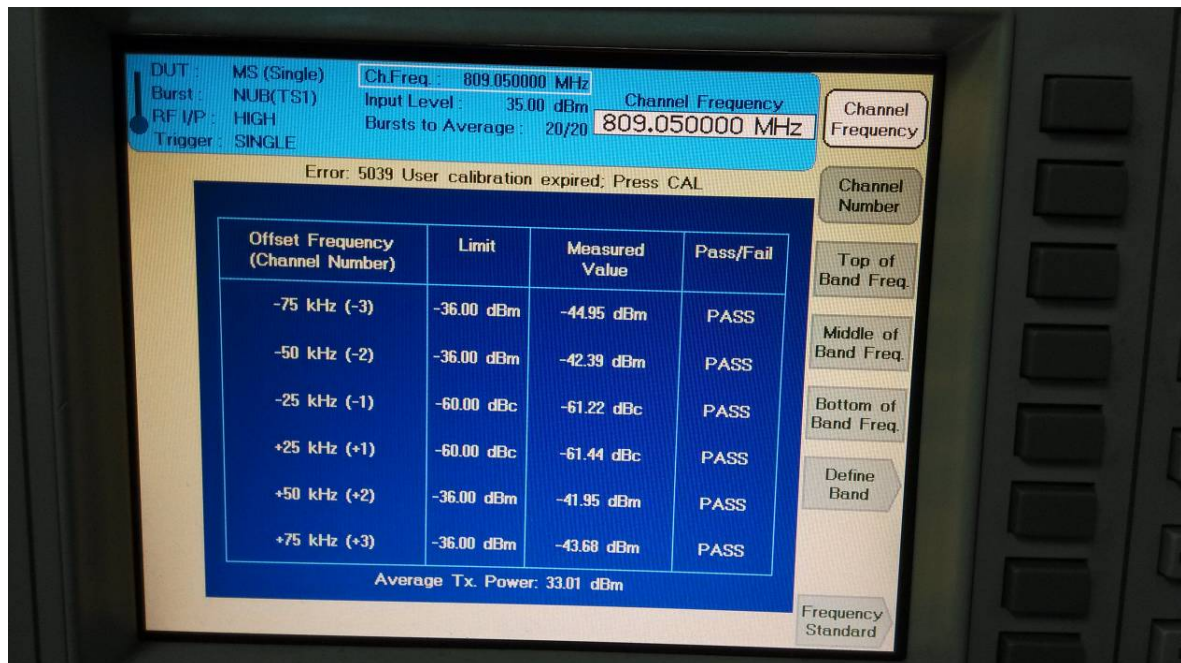 DUT : MS (Single)
Burst : NUB(TS1)
RF I/P : HIGH
Trigger : SINGLE
Ch.Freq. : 809.050000 MHz
Input Level : 35.00 dBm
Bursts to Average : 20/20
Channel Frequency
809.050000 MHz
Error: 5039 User calibration expired; Press CAL
Offset Frequency (Channel Number) Limit Measured Value Pass/Fail
-75 kHz (-3) -36.00 dBm -44.95 dBm PASS
-50 kHz (-2) -36.00 dBm -42.39 dBm PASS
-25 kHz (-1) -60.00 dBc -61.22 dBc PASS
+25 kHz (+1) -60.00 dBc -61.44 dBc PASS
+50 kHz (+2) -36.00 dBm -41.95 dBm PASS
+75 kHz (+3) -36.00 dBm -43.68 dBm PASS
Average Tx. Power: 33.01 dBm
Channel
Frequency
Channel
Number
Top of
Band Freq.
Middle of
Band Freq.
Bottom of
Band Freq.
Define
Band
Frequency
Standard